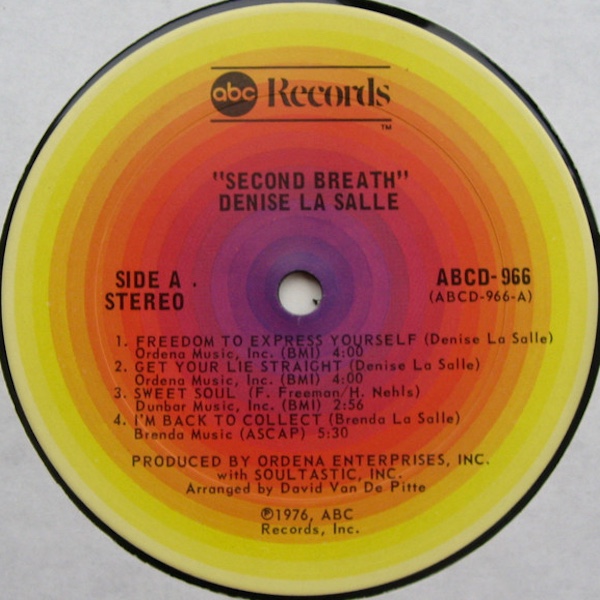 abc Records
TM
"SECOND BREATH"
DENISE LA SALLE
SIDE A
STEREO
ABCD-966
(ABCD-966-A)
1. FREEDOM TO EXPRESS YOURSELF (Denise La Salle)
Ordena Music, Inc. (BMI) 4:00
2. GET YOUR LIE STRAIGHT (Denise La Salle)
Ordena Music, Inc. (BMI) 4:00
3. SWEET SOUL (F. Freeman/H. Nehls)
Dunbar Music, Inc. (BMI) 2:56
4. I'M BACK TO COLLECT (Brenda La Salle)
Brenda Music (ASCAP) 5:30
PRODUCED BY ORDENA ENTERPRISES, INC.
with SOULTASTIC, INC.
Arranged by David Van De Pitte
℗1976, ABC
Records, Inc.